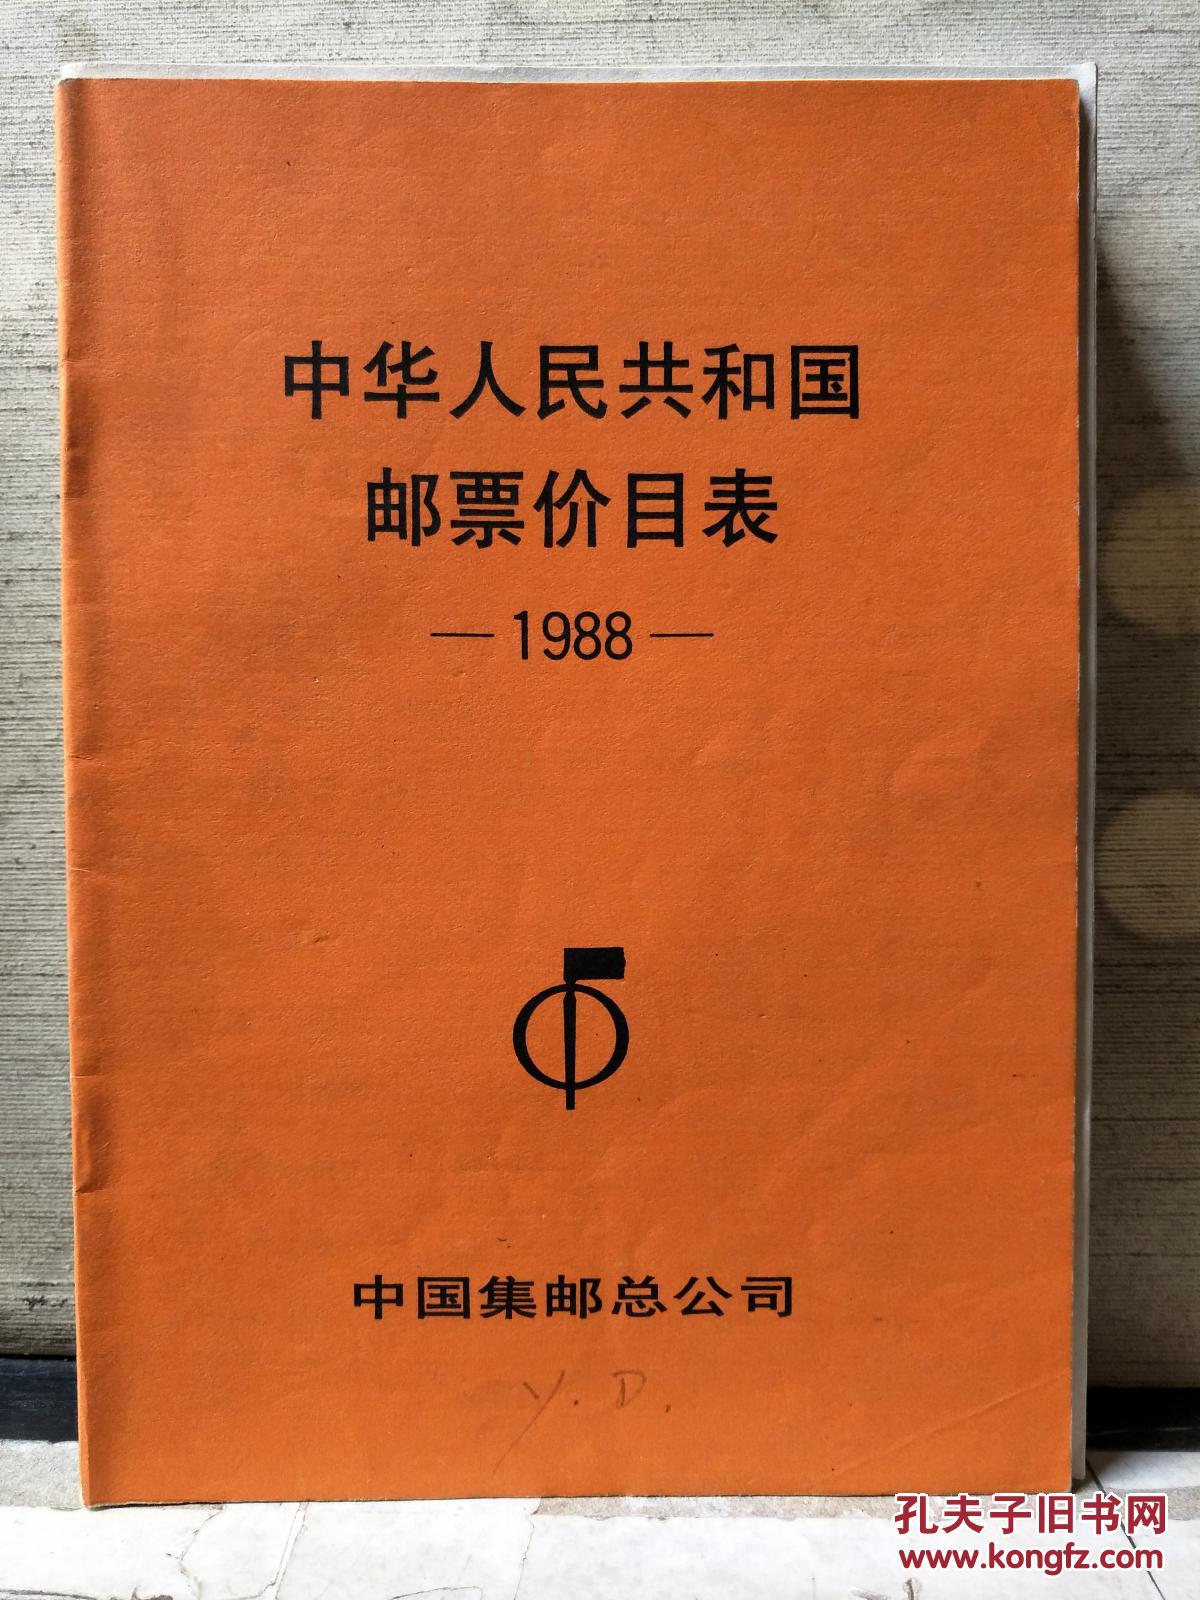 中华人民共和国
邮票价目表
—1988—
中国集邮总公司
Y. D.
孔夫子旧书网
www.kongfz.com